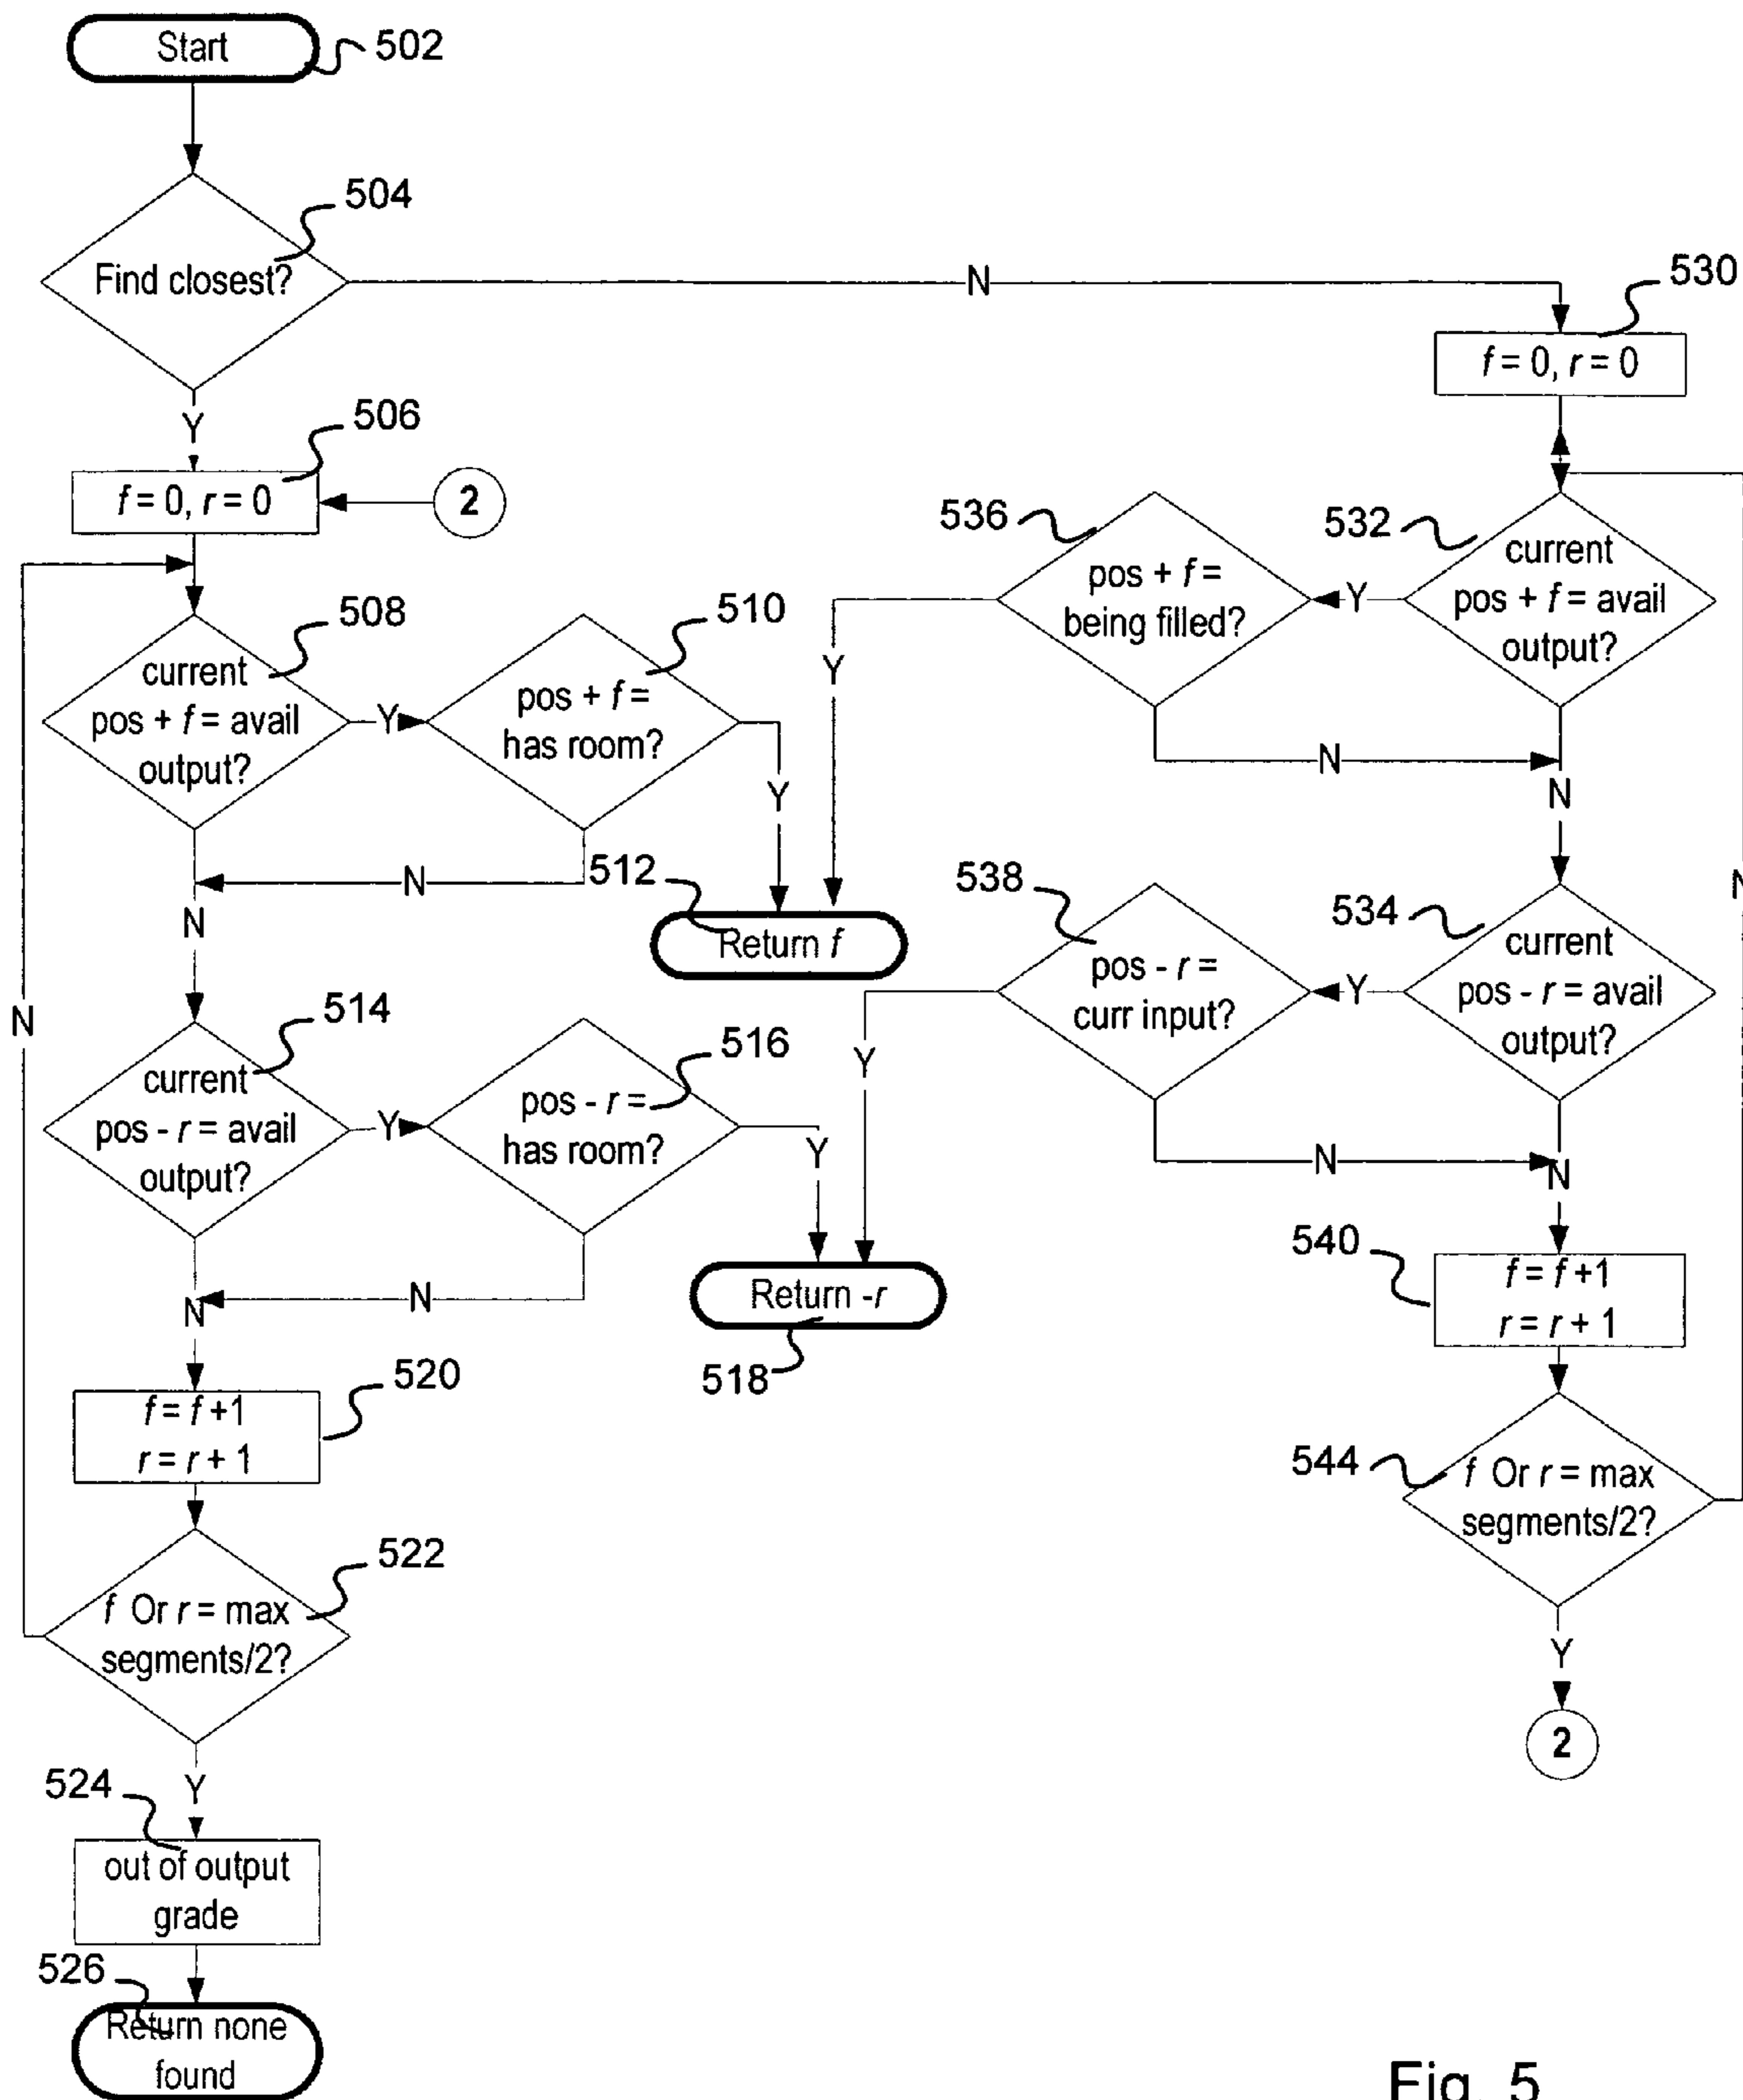 Start
502
504
Find closest?
N
530
f = 0, r = 0
Y
506
f = 0, r = 0
2
508
current
pos + f = avail
output?
Y
510
pos + f =
has room?
Y
N
N
512
Return f
536
pos + f =
being filled?
Y
532
current
pos + f = avail
output?
Y
N
N
538
pos - r =
curr input?
Y
534
current
pos - r = avail
output?
Y
N
N
N
N
514
current
pos - r = avail
output?
Y
516
pos - r =
has room?
Y
N
N
Return -r
518
540
f = f +1
r = r + 1
520
f = f +1
r = r + 1
544
f Or r = max
segments/2?
Y
2
522
f Or r = max
segments/2?
Y
524
out of output
grade
526
Return none
found
Fig. 5